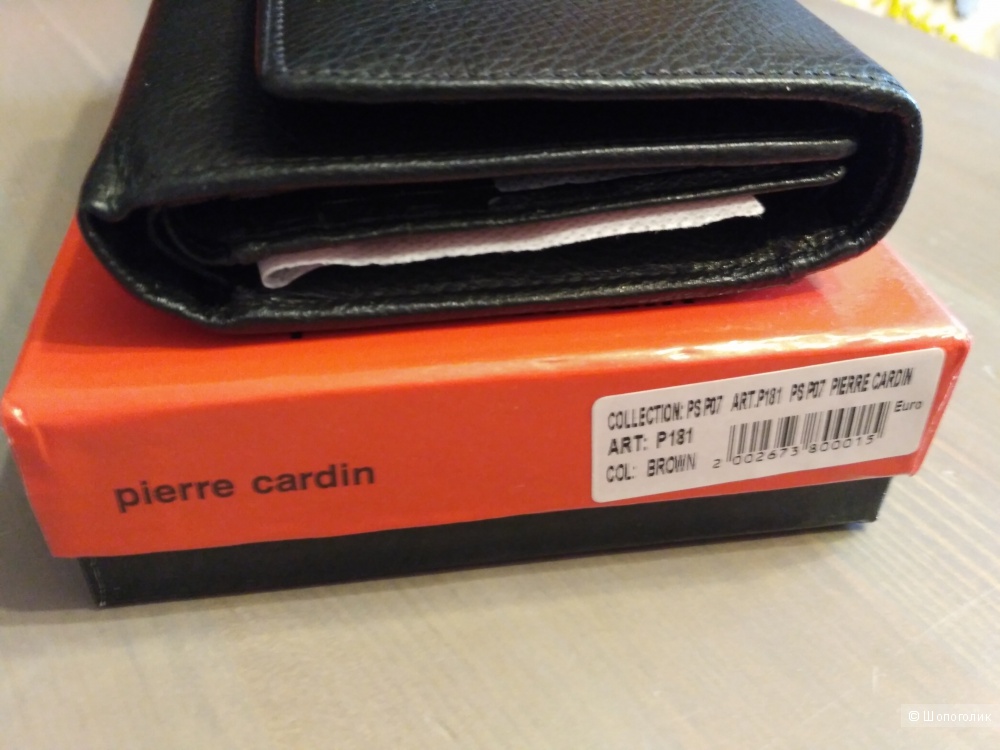 COLLECTION: PS P07 ART.P181 PS P07 PIERRE CARDIN
ART: P181
Euro
COL: BROWN
2 002673 800015
pierre cardin
© Шопоголик